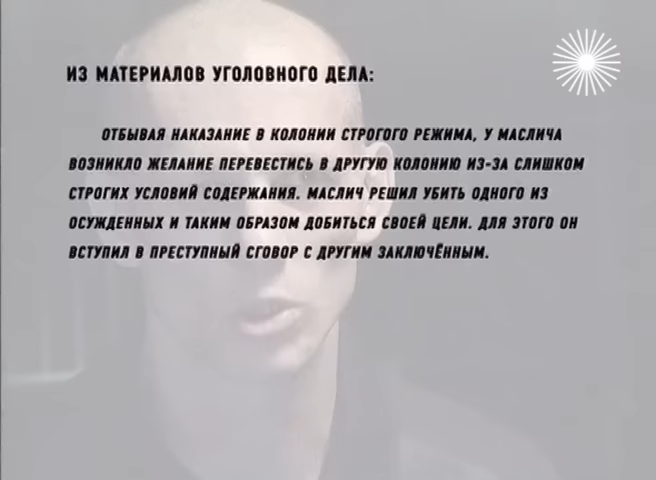 ИЗ МАТЕРИАЛОВ УГОЛОВНОГО ДЕЛА:
ОТБЫВАЯ НАКАЗАНИЕ В КОЛОНИИ СТРОГОГО РЕЖИМА, У МАСЛИЧА
ВОЗНИКЛО ЖЕЛАНИЕ ПЕРЕВЕСТИСЬ В ДРУГУЮ КОЛОНИЮ ИЗ-ЗА СЛИШКОМ
СТРОГИХ УСЛОВИЙ СОДЕРЖАНИЯ. МАСЛИЧ РЕШИЛ УБИТЬ ОДНОГО ИЗ
ОСУЖДЕННЫХ И ТАКИМ ОБРАЗОМ ДОБИТЬСЯ СВОЕЙ ЦЕЛИ. ДЛЯ ЭТОГО ОН
ВСТУПИЛ В ПРЕСТУПНЫЙ СГОВОР С ДРУГИМ ЗАКЛЮЧЁННЫМ.